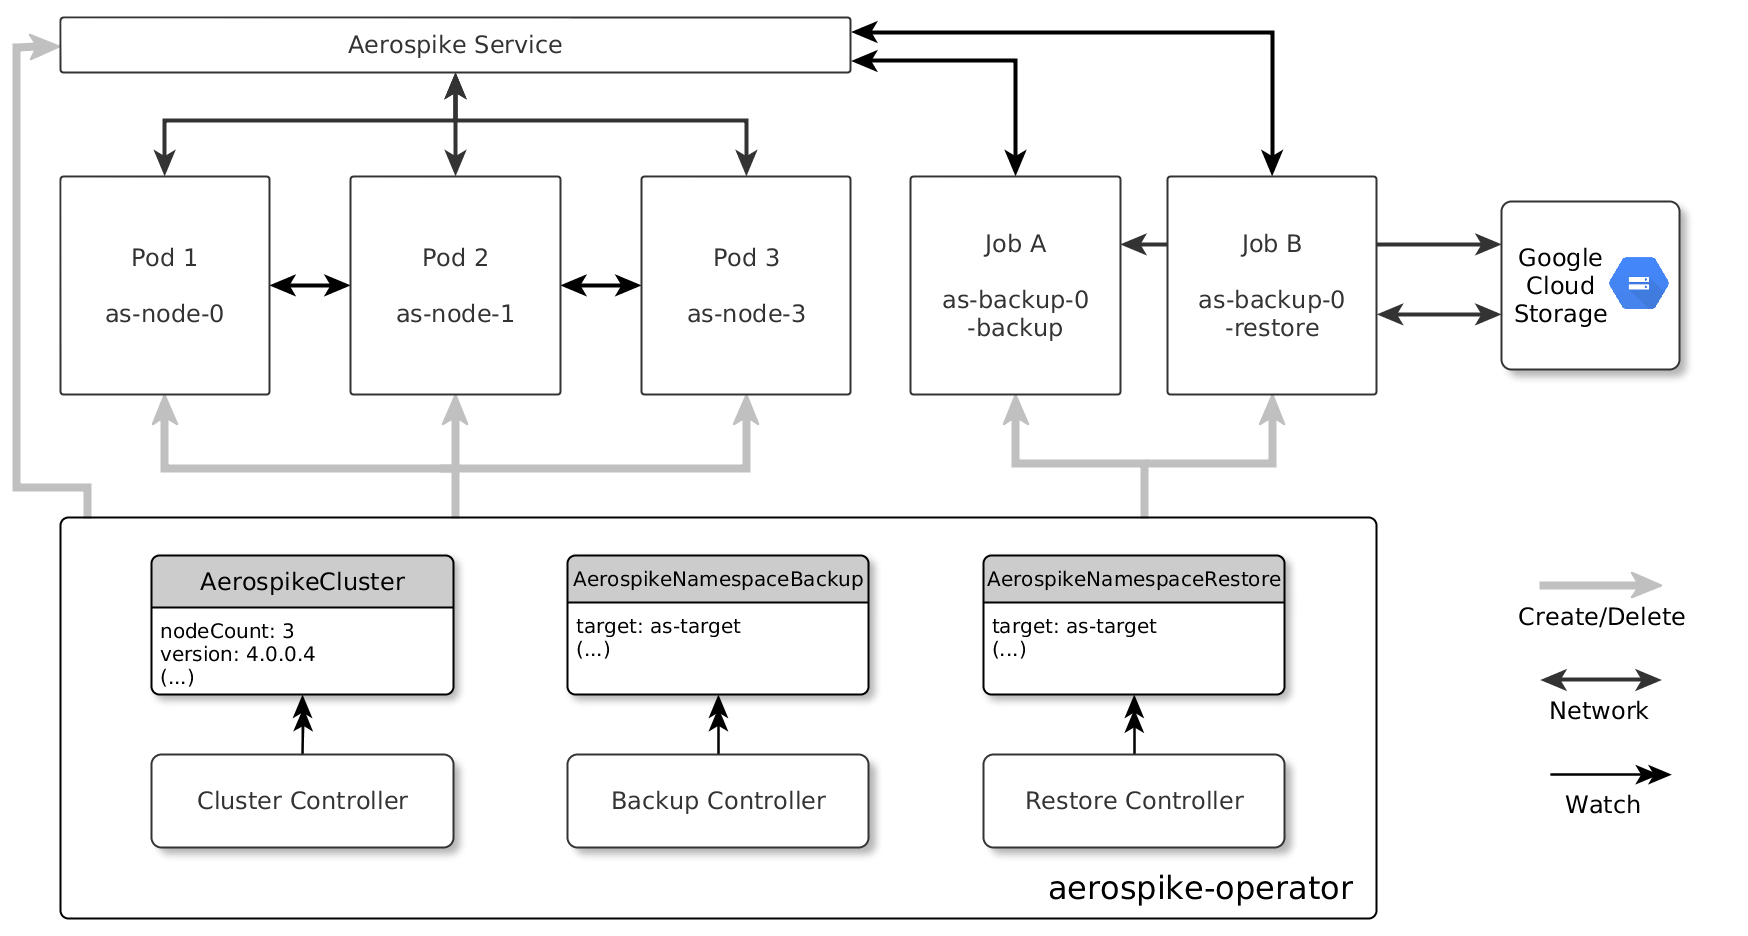 Aerospike Service
Pod 1
as-node-0
Pod 2
as-node-1
Pod 3
as-node-3
Job A
as-backup-0
-backup
Job B
as-backup-0
-restore
Google
Cloud
Storage
AerospikeCluster
nodeCount: 3
version: 4.0.0.4
(...)
AerospikeNamespaceBackup
target: as-target
(...)
AerospikeNamespaceRestore
target: as-target
(...)
Cluster Controller
Backup Controller
Restore Controller
aerospike-operator
Create/Delete
Network
Watch